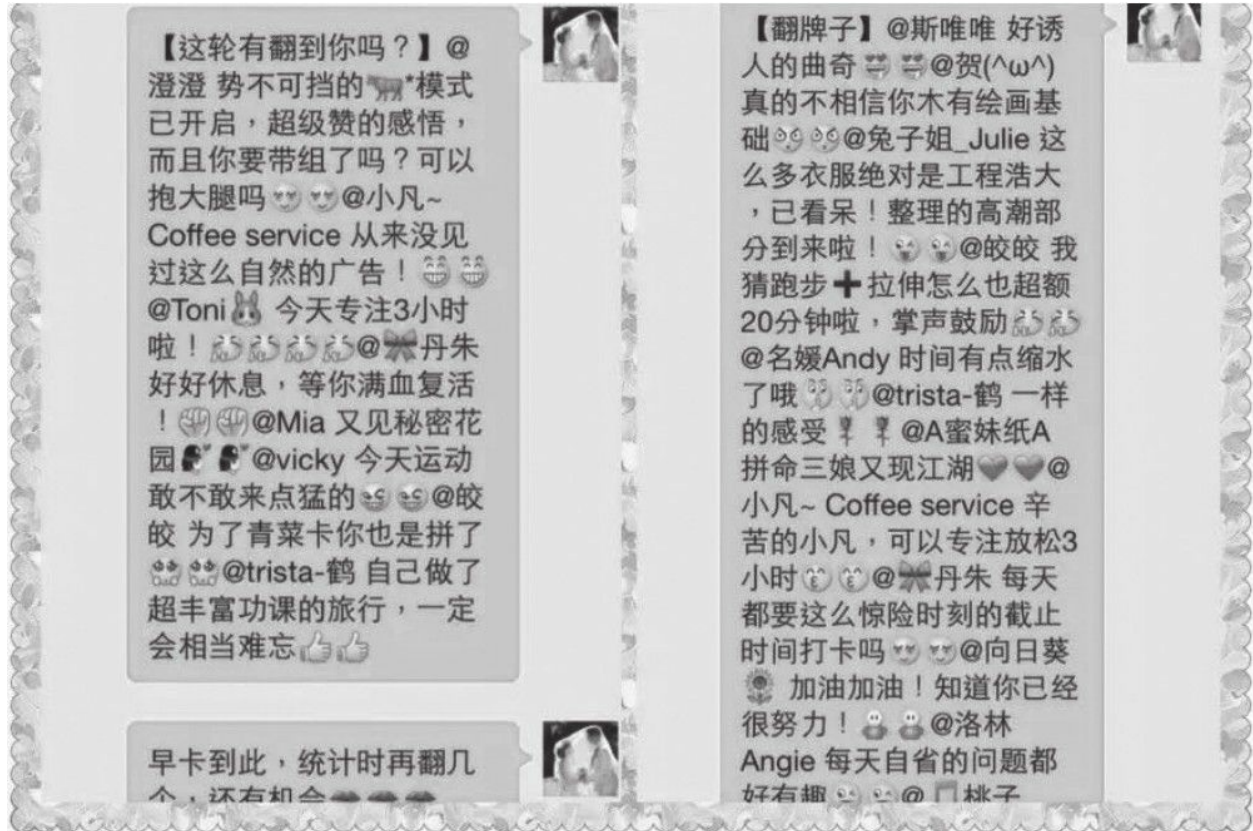 【这轮有翻到你吗？】@
澄澄 势不可挡的🐂*模式
已开启，超级赞的感悟，
而且你要带组了吗？可以
抱大腿吗😍😍@小凡~
Coffee service 从来没见
过这么自然的广告！😁😁
@Toni🐰 今天专注3小时
啦！💪💪💪💪@🎀丹朱
好好休息，等你满血复活
！✊✊@Mia 又见秘密花
园💏💏@vicky 今天运动
敢不敢来点猛的😆😆@皎
皎 为了青菜卡你也是拼了
😱😱@trista-鹤 自己做了
超丰富功课的旅行，一定
会相当难忘👍👍
早卡到此，统计时再翻几
个，还有机会💋💋💋
【翻牌子】@斯唯唯 好诱
人的曲奇😍😍@贺(^ω^)
真的不相信你木有绘画基
础🙄🙄@兔子姐_Julie 这
么多衣服绝对是工程浩大
，已看呆！整理的高潮部
分到来啦！😜😜@皎皎 我
猜跑步➕拉伸怎么也超额
20分钟啦，掌声鼓励💪💪
@名媛Andy 时间有点缩水
了哦👀👀@trista-鹤 一样
的感受🌹🌹@A蜜妹纸A
拼命三娘又现江湖❤❤@
小凡~ Coffee service 辛
苦的小凡，可以专注放松3
小时😚😚@🎀丹朱 每天
都要这么惊险时刻的截止
时间打卡吗😍😍@向日葵
🌻 加油加油！知道你已经
很努力！⛄⛄@洛林
Angie 每天自省的问题都
好有趣😄😄@🎵桃子